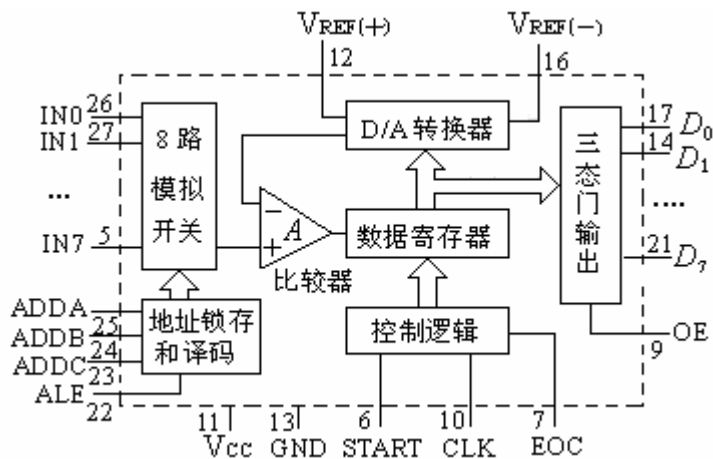 VREF(+) VREF(−)
12 16
IN0 26
IN1 27
...
IN7 5
8 路
模拟
开关
D/A 转换器
− A +
比较器
数据寄存器
控制逻辑
三态门输出
17 D0
14 D1
....
21 D7
OE
9
ADDA
ADDB 25
ADDC 24
23
ALE
22
地址锁存
和译码
11 13 6 10 7
Vcc GND START CLK EOC